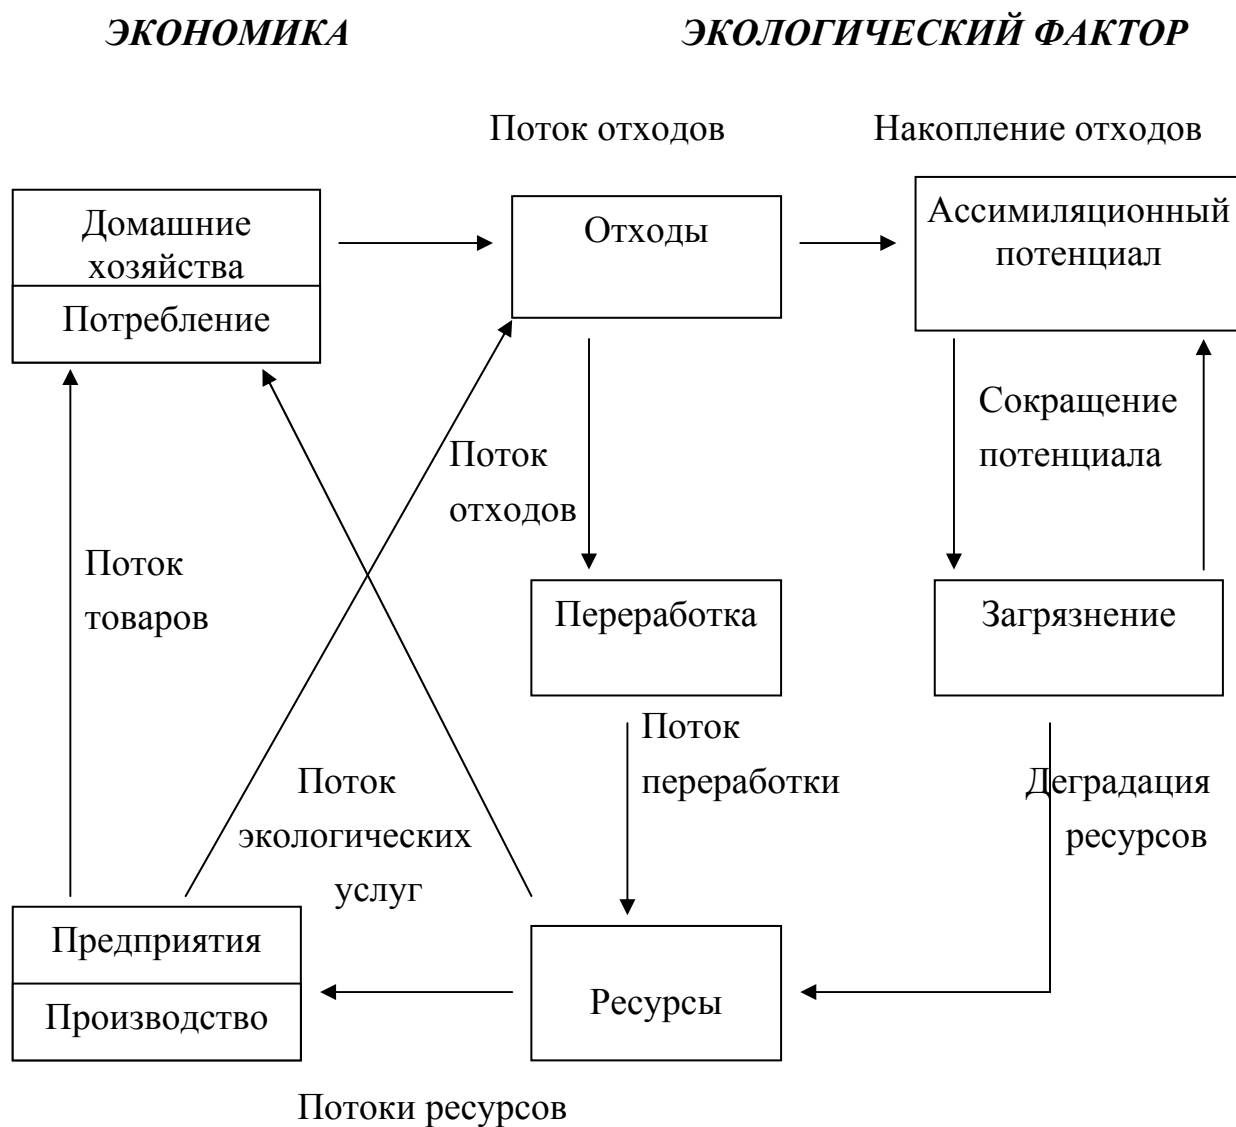 ЭКОНОМИКА
ЭКОЛОГИЧЕСКИЙ ФАКТОР
Поток отходов
Накопление отходов
Домашние
хозяйства
Потребление
Отходы
Ассимиляционный
потенциал
Сокращение
потенциала
Поток
отходов
Поток
товаров
Переработка
Загрязнение
Поток
переработки
Поток
экологических
услуг
Деградация
ресурсов
Предприятия
Производство
Ресурсы
Потоки ресурсов